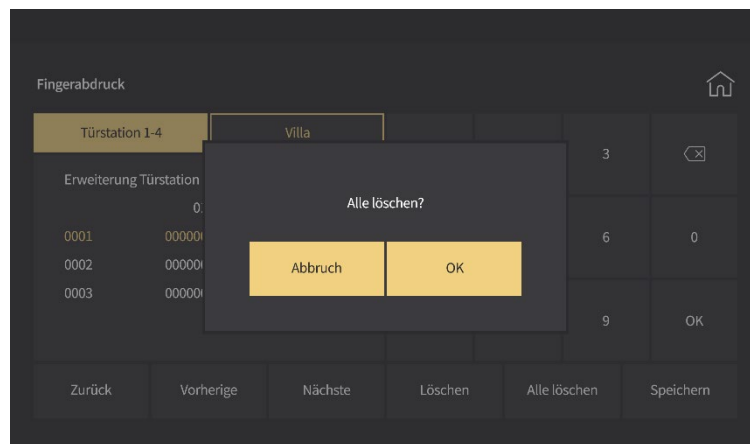 Fingerabdruck
Türstation 1-4 Villa
3
Erweiterung Türstation
Alle löschen?
0001
6 0
0002
Abbruch OK
0003
9 OK
Zurück Vorherige Nächste Löschen Alle löschen Speichern